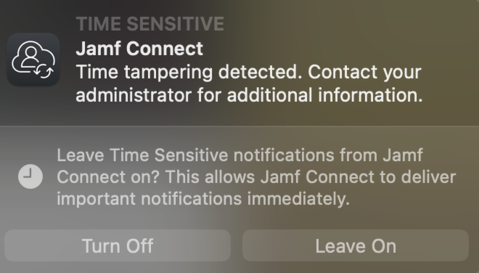 TIME SENSITIVE
Jamf Connect
Time tampering detected. Contact your
administrator for additional information.
Leave Time Sensitive notifications from Jamf
Connect on? This allows Jamf Connect to deliver
important notifications immediately.
Turn Off
Leave On